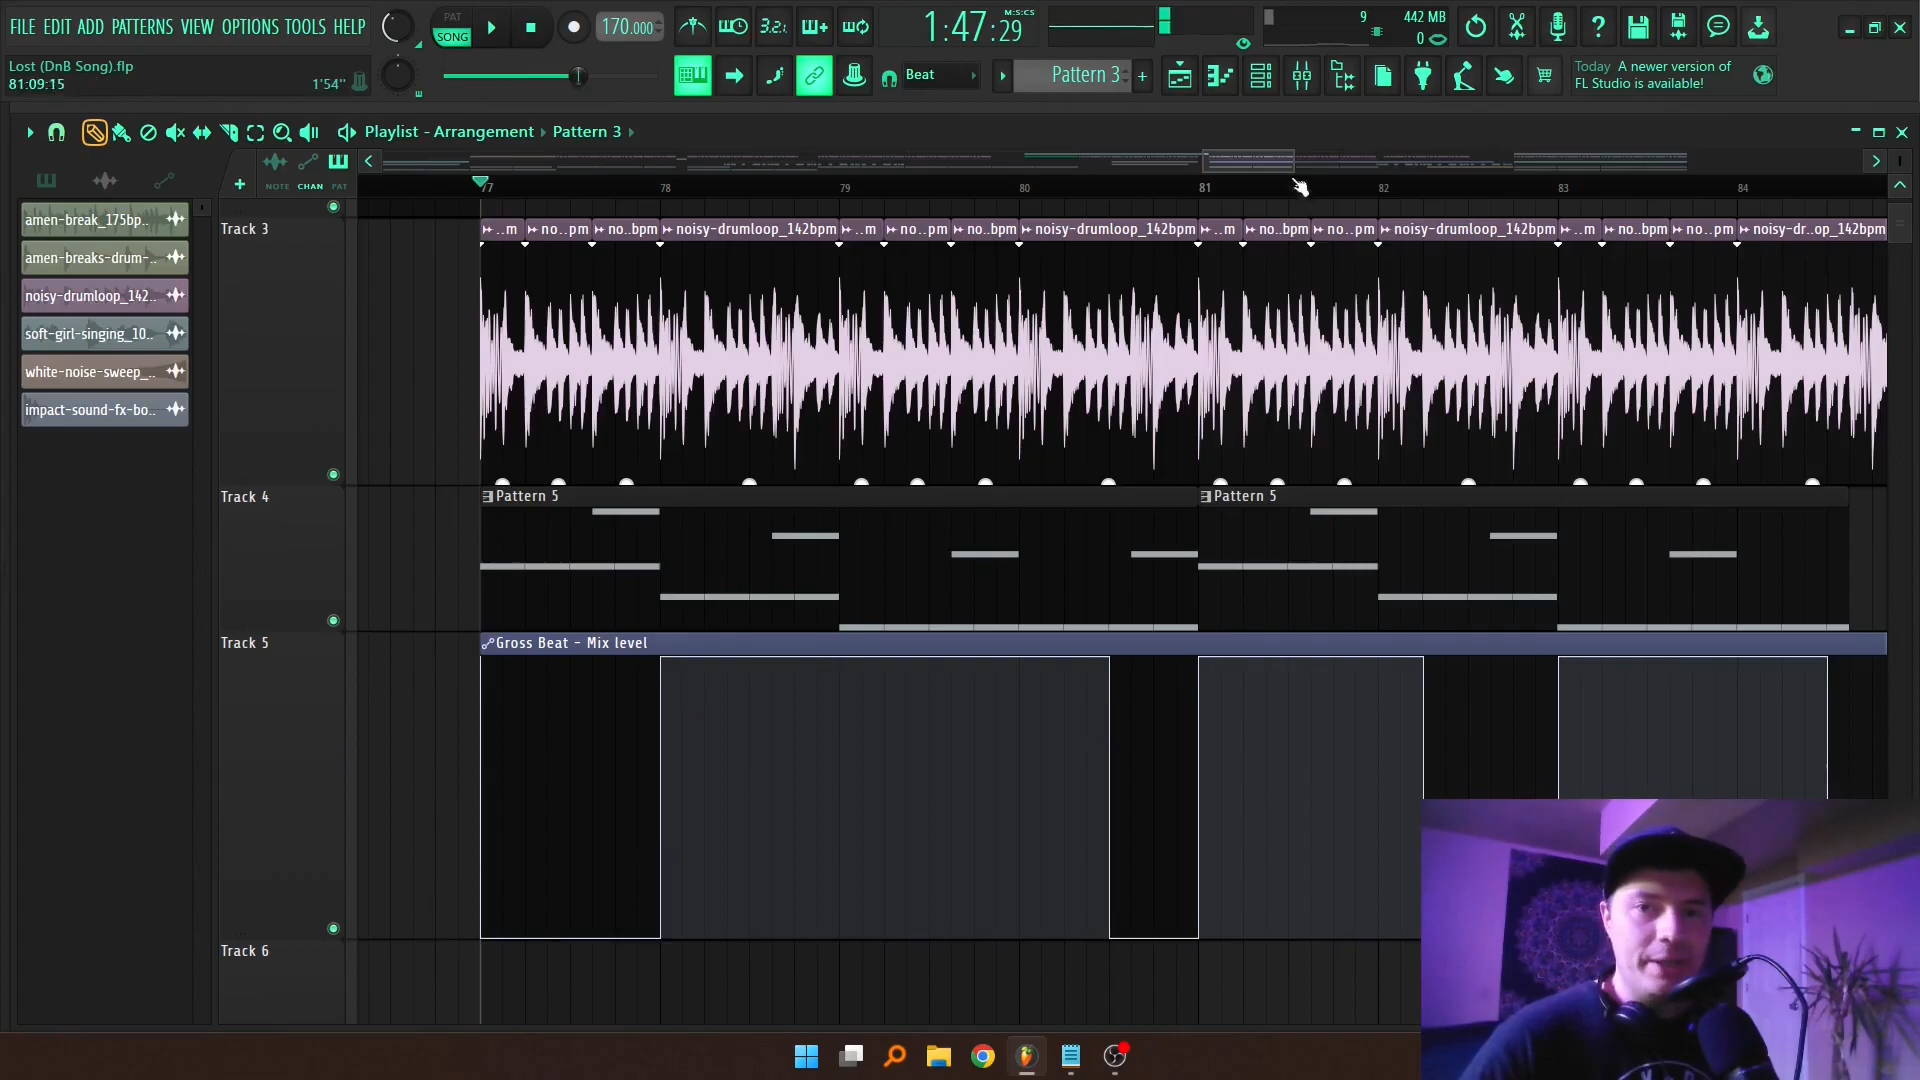 FILE EDIT ADD PATTERNS VIEW OPTIONS TOOLS HELP
PAT
SONG
170.000
3.2.
1:47:29
M:S:CS
9
442 MB
0
Lost (DnB Song).flp
81:09:15
1'54"
Beat
Pattern 3
Today A newer version of
FL Studio is available!
Playlist - Arrangement Pattern 3
NOTE CHAN PAT
77 78 79 80 81 82 83 84
amen-break_175bp..
amen-breaks-drum-..
noisy-drumloop_142..
soft-girl-singing_10..
white-noise-sweep_..
impact-sound-fx-bo..
Track 3
..m no..pm no..bpm noisy-drumloop_142bpm ..m no..pm no..bpm noisy-drumloop_142bpm ..m no..bpm no..pm noisy-drumloop_142bpm ..m no..bpm no..pm noisy-dr..op_142bpm
Track 4
Pattern 5 Pattern 5
Track 5
Gross Beat - Mix level
Track 6